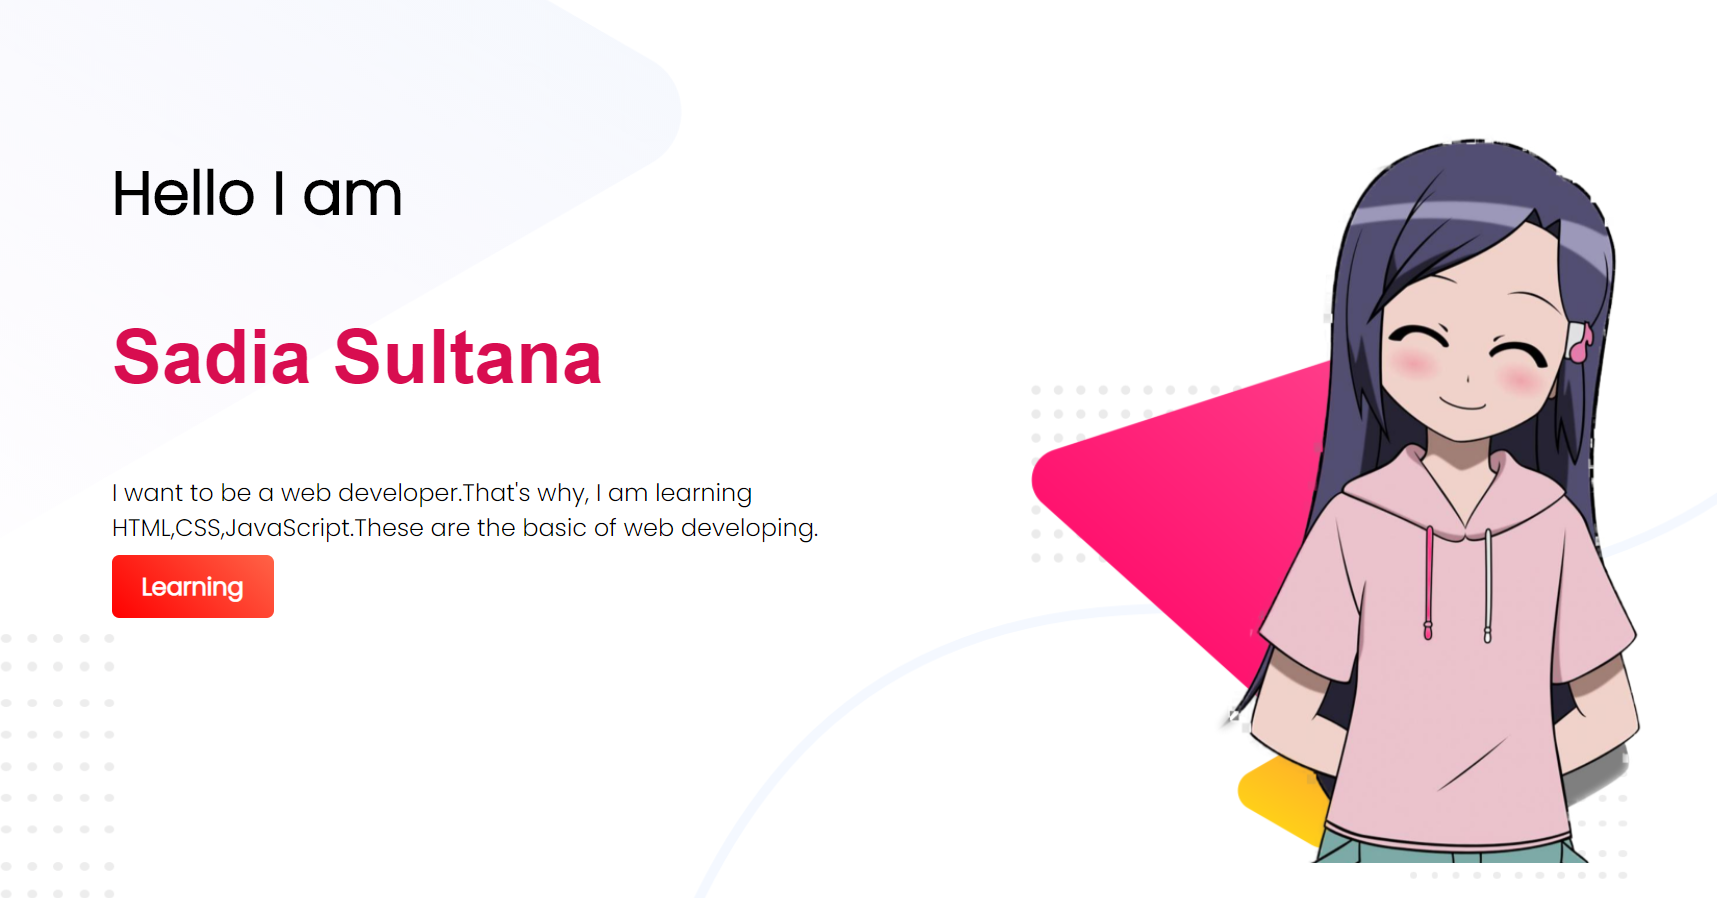 Hello I am
Sadia Sultana
I want to be a web developer.That's why, I am learning
HTML,CSS,JavaScript.These are the basic of web developing.
Learning